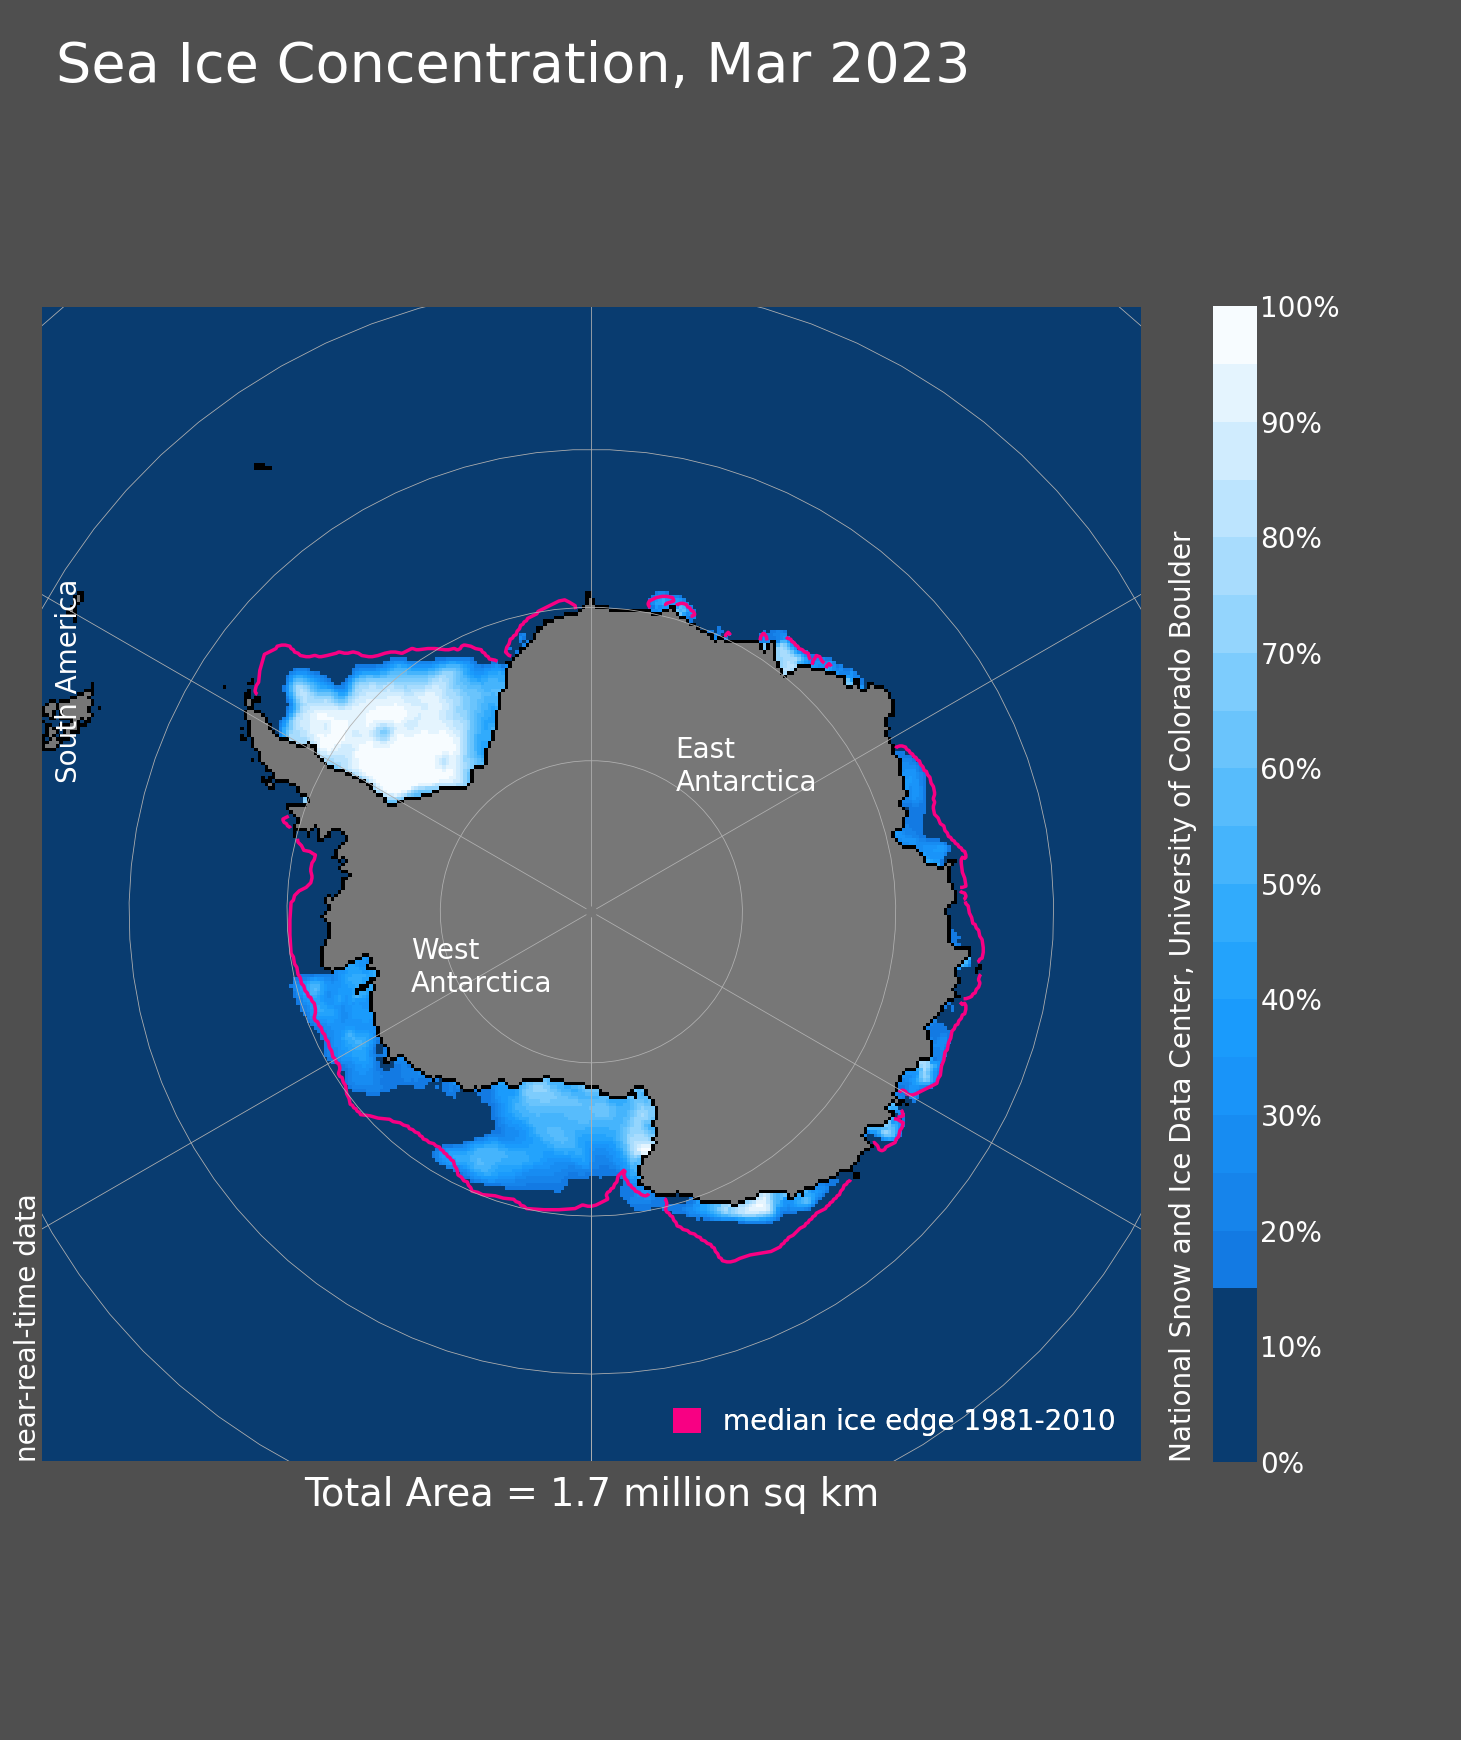 Sea Ice Concentration, Mar 2023
South America
East
Antarctica
West
Antarctica
near-real-time data
median ice edge 1981-2010
Total Area = 1.7 million sq km
National Snow and Ice Data Center, University of Colorado Boulder
100%
90%
80%
70%
60%
50%
40%
30%
20%
10%
0%